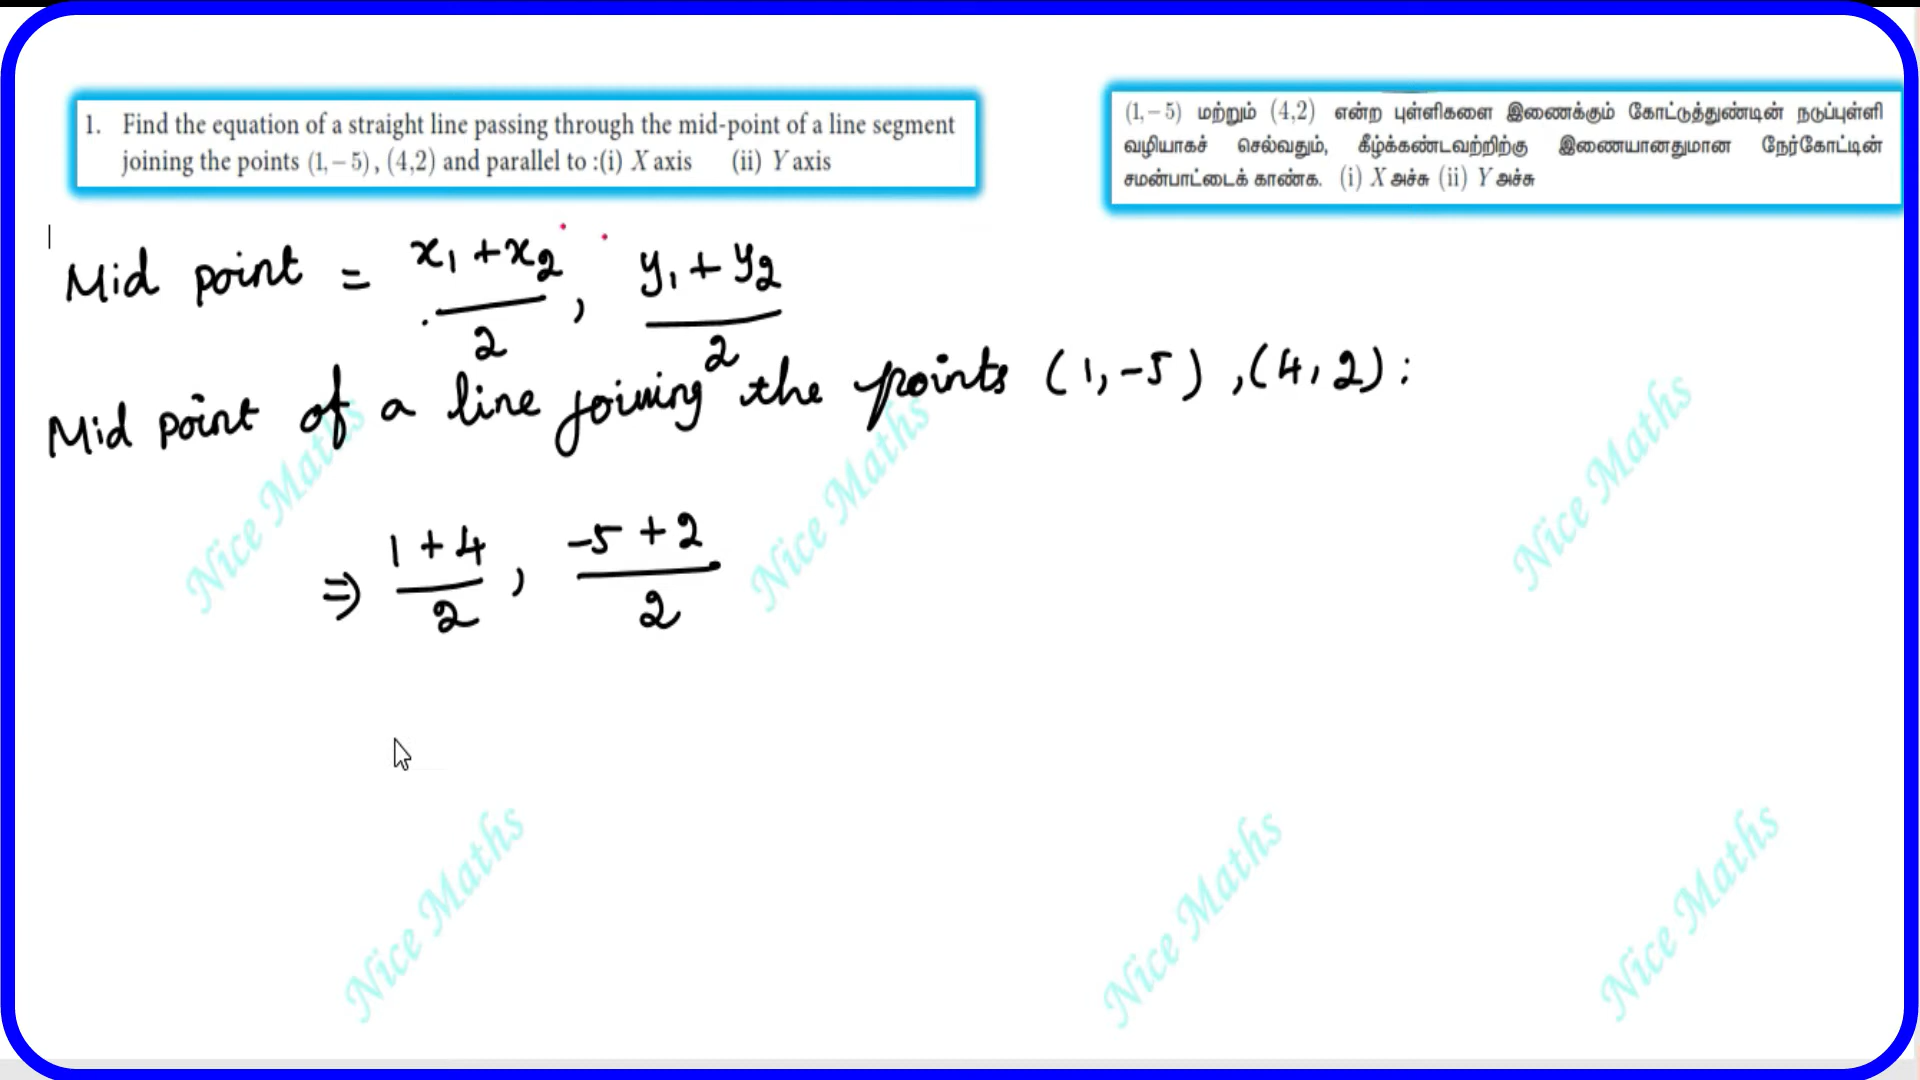 1. Find the equation of a straight line passing through the mid-point of a line segment
joining the points (1,−5), (4,2) and parallel to :(i) X axis (ii) Y axis
(1,−5) மற்றும் (4,2) என்ற புள்ளிகளை இணைக்கும் கோட்டுத்துண்டின் நடுப்புள்ளி
வழியாகச் செல்வதும், கீழ்க்கண்டவற்றிற்கு இணையானதுமான நேர்கோட்டின்
சமன்பாட்டைக் காண்க. (i) X அச்சு (ii) Y அச்சு
Mid point = x₁+x₂/2, y₁+y₂/2
Mid point of a line joining the points (1,-5), (4,2):
⇒ 1+4/2, -5+2/2
Nice Maths
Nice Maths
Nice Maths
Nice Maths
Nice Maths
Nice Maths